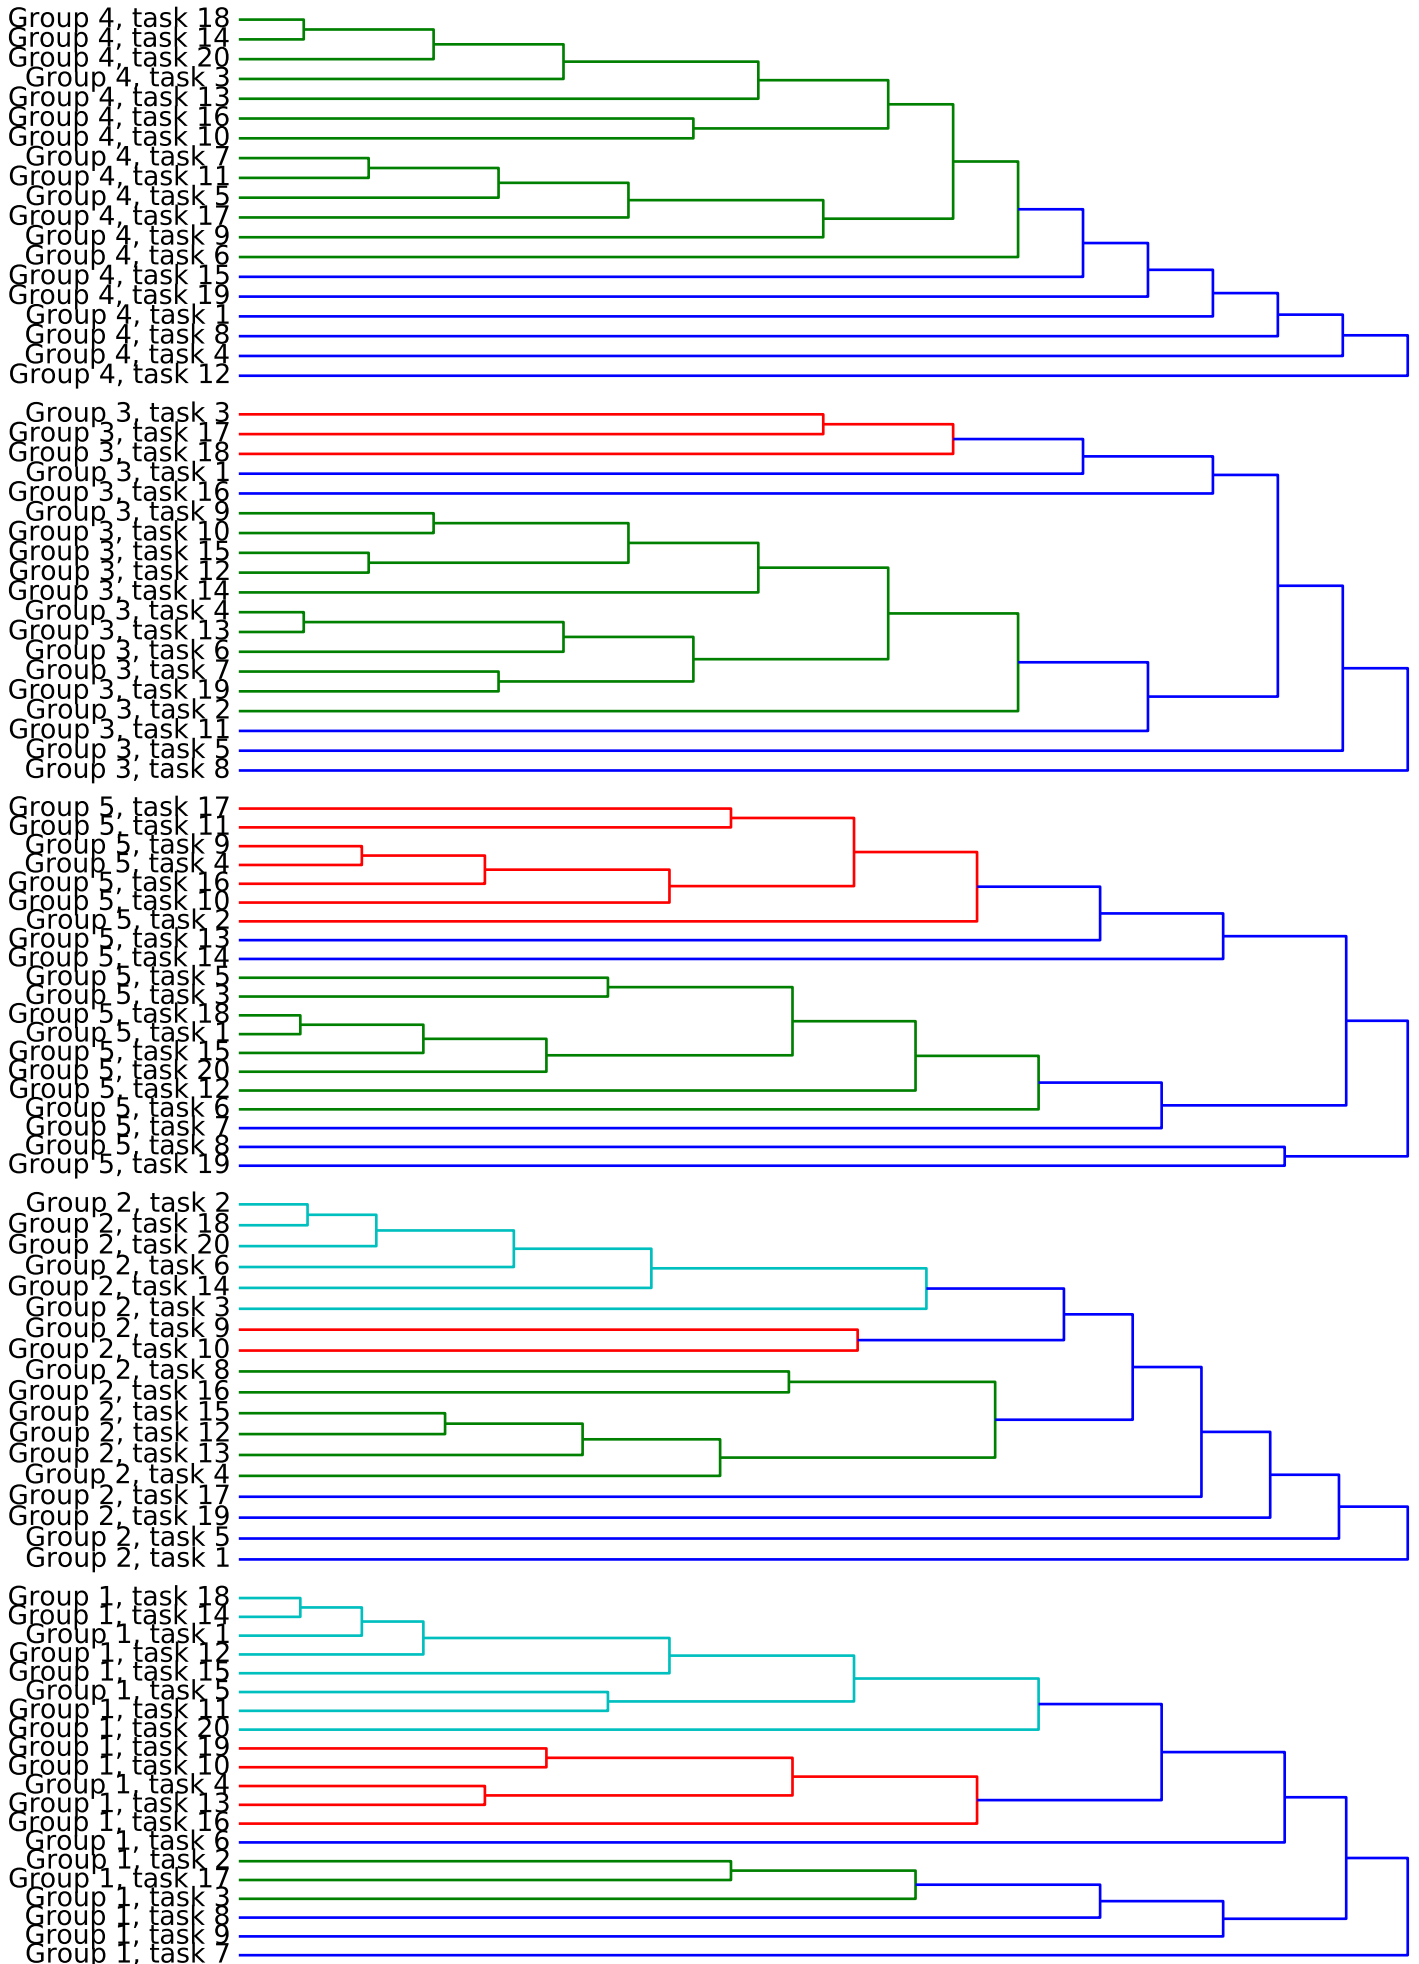 Group 4, task 18
Group 4, task 14
Group 4, task 20
Group 4, task 3
Group 4, task 13
Group 4, task 16
Group 4, task 10
Group 4, task 7
Group 4, task 11
Group 4, task 5
Group 4, task 17
Group 4, task 9
Group 4, task 6
Group 4, task 15
Group 4, task 19
Group 4, task 1
Group 4, task 8
Group 4, task 4
Group 4, task 12
Group 3, task 3
Group 3, task 17
Group 3, task 18
Group 3, task 1
Group 3, task 16
Group 3, task 9
Group 3, task 10
Group 3, task 15
Group 3, task 12
Group 3, task 14
Group 3, task 4
Group 3, task 13
Group 3, task 6
Group 3, task 7
Group 3, task 19
Group 3, task 2
Group 3, task 11
Group 3, task 5
Group 3, task 8
Group 5, task 17
Group 5, task 11
Group 5, task 9
Group 5, task 4
Group 5, task 16
Group 5, task 10
Group 5, task 2
Group 5, task 13
Group 5, task 14
Group 5, task 5
Group 5, task 3
Group 5, task 18
Group 5, task 1
Group 5, task 15
Group 5, task 20
Group 5, task 12
Group 5, task 6
Group 5, task 7
Group 5, task 8
Group 5, task 19
Group 2, task 2
Group 2, task 18
Group 2, task 20
Group 2, task 6
Group 2, task 14
Group 2, task 3
Group 2, task 9
Group 2, task 10
Group 2, task 8
Group 2, task 16
Group 2, task 15
Group 2, task 12
Group 2, task 13
Group 2, task 4
Group 2, task 17
Group 2, task 19
Group 2, task 5
Group 2, task 1
Group 1, task 18
Group 1, task 14
Group 1, task 1
Group 1, task 12
Group 1, task 15
Group 1, task 5
Group 1, task 11
Group 1, task 20
Group 1, task 19
Group 1, task 10
Group 1, task 4
Group 1, task 13
Group 1, task 16
Group 1, task 6
Group 1, task 2
Group 1, task 17
Group 1, task 3
Group 1, task 8
Group 1, task 9
Group 1, task 7